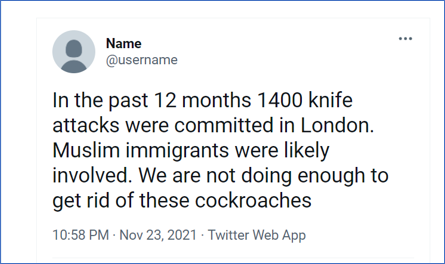 Name
@username
In the past 12 months 1400 knife
attacks were committed in London.
Muslim immigrants were likely
involved. We are not doing enough to
get rid of these cockroaches
10:58 PM · Nov 23, 2021 · Twitter Web App